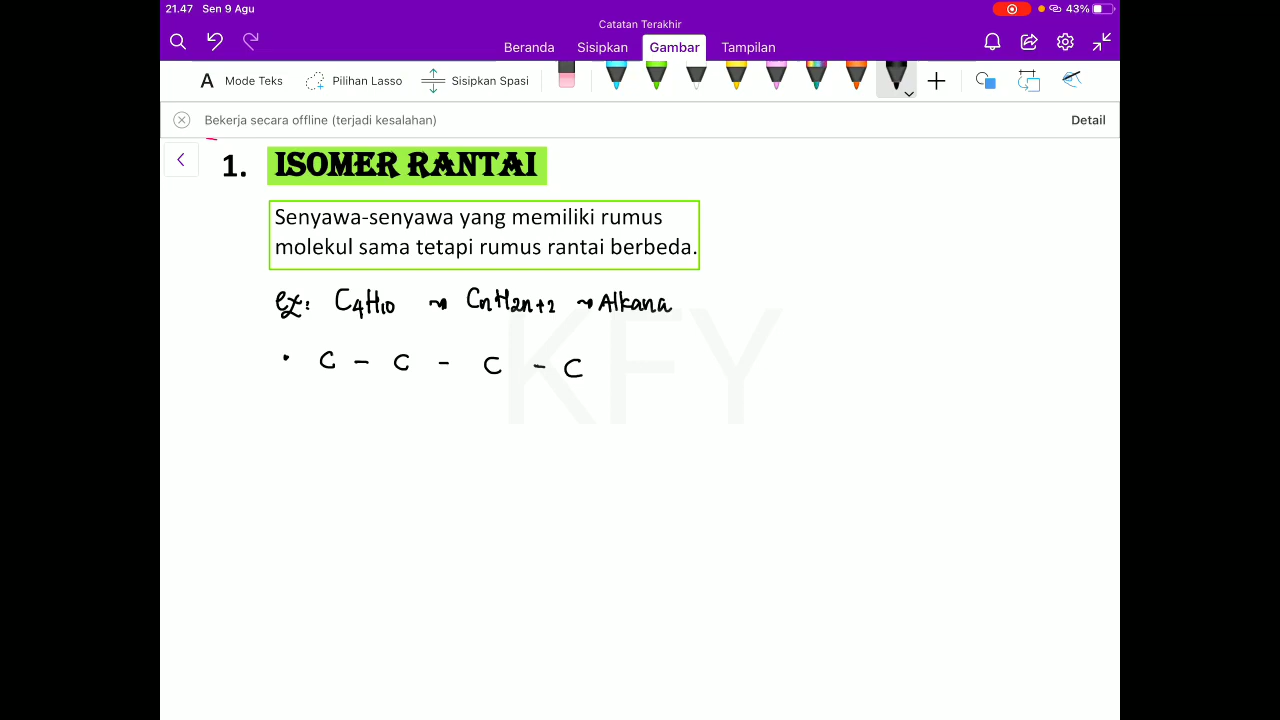 21.47 Sen 9 Agu
43%
Catatan Terakhir
Beranda Sisipkan Gambar Tampilan
A Mode Teks Pilihan Lasso Sisipkan Spasi
Bekerja secara offline (terjadi kesalahan) Detail
1. ISOMER RANTAI
Senyawa-senyawa yang memiliki rumus
molekul sama tetapi rumus rantai berbeda.
ex: C4H10 ⇝ CnH2n+2 ⇝ Alkana
• C - C - C - C
KFY